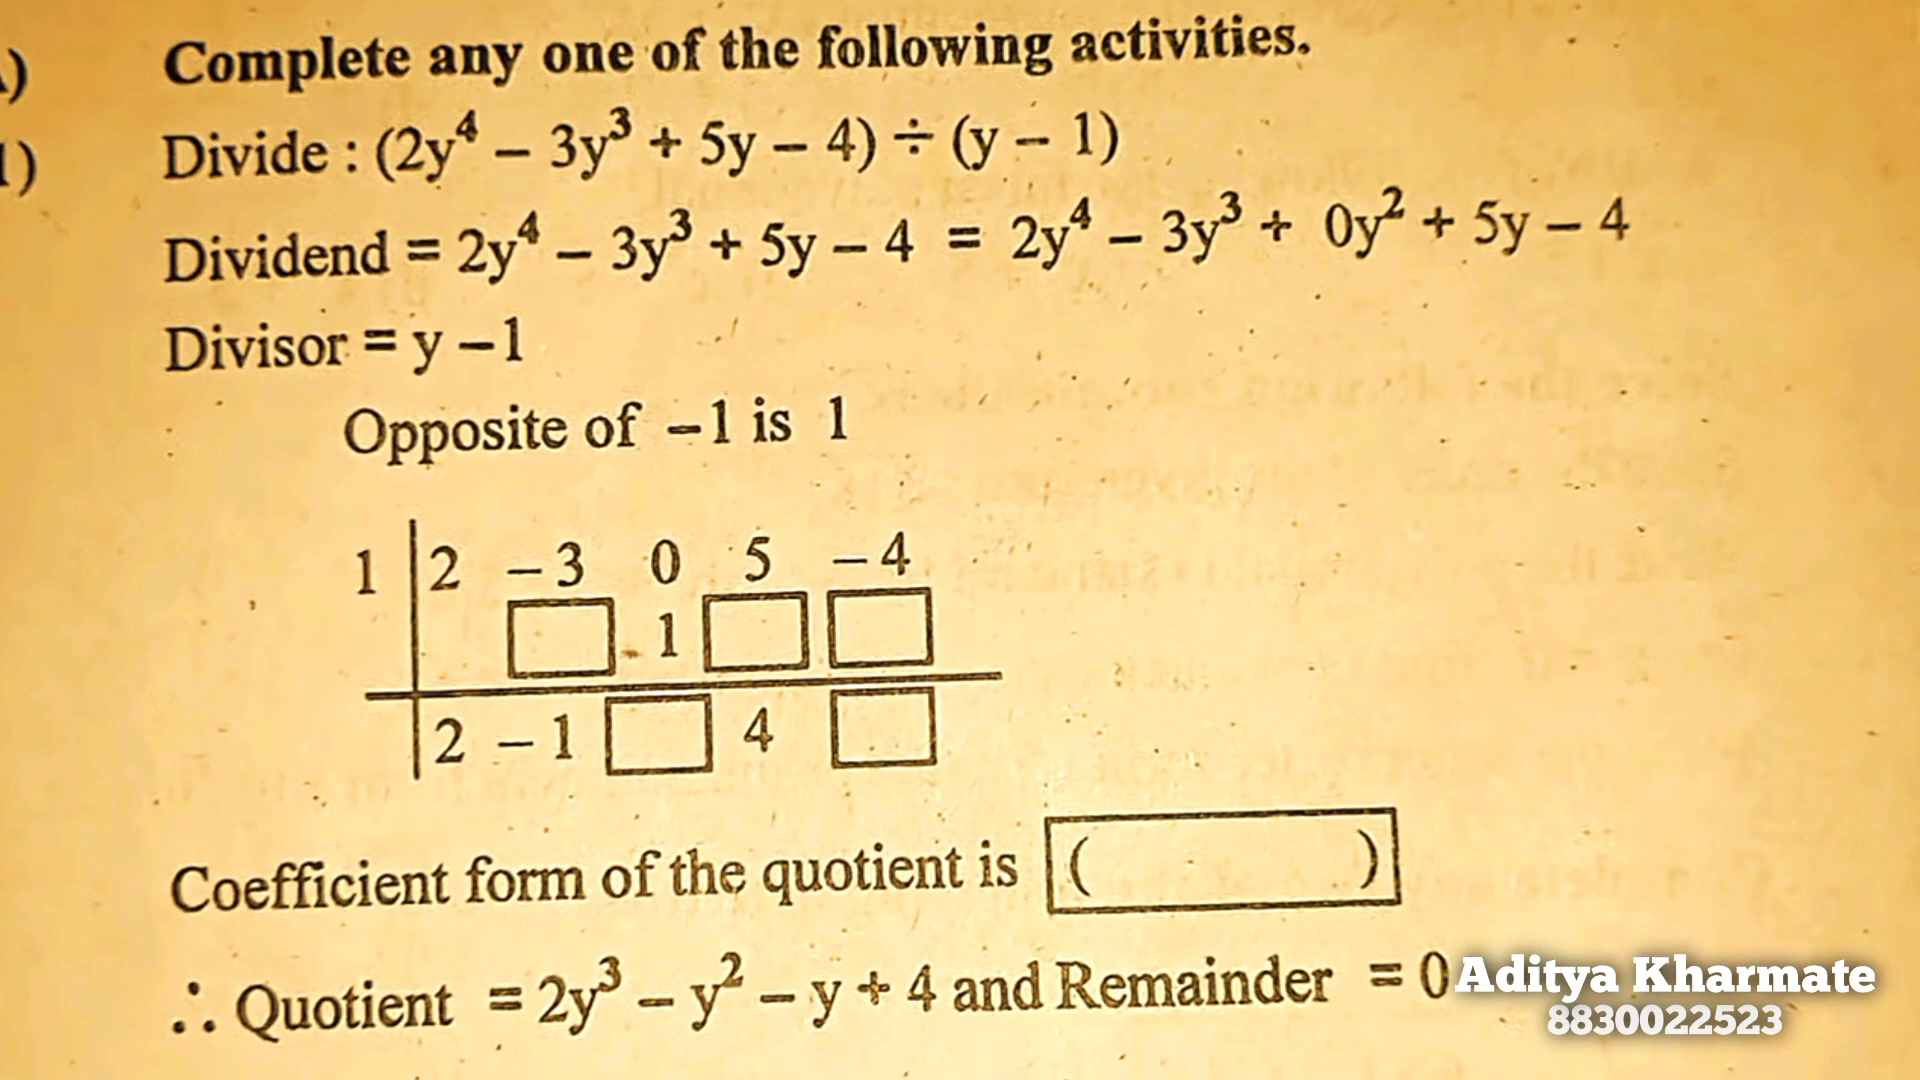 Complete any one of the following activities.
1) Divide : (2y⁴ – 3y³ + 5y – 4) ÷ (y – 1)
Dividend = 2y⁴ – 3y³ + 5y – 4 = 2y⁴ – 3y³ + 0y² + 5y – 4
Divisor = y – 1
Opposite of –1 is 1
1 2 – 3 0 5 – 4
1
2 – 1 4
Coefficient form of the quotient is ( )
∴ Quotient = 2y³ – y² – y + 4 and Remainder = 0
Aditya Kharmate
8830022523